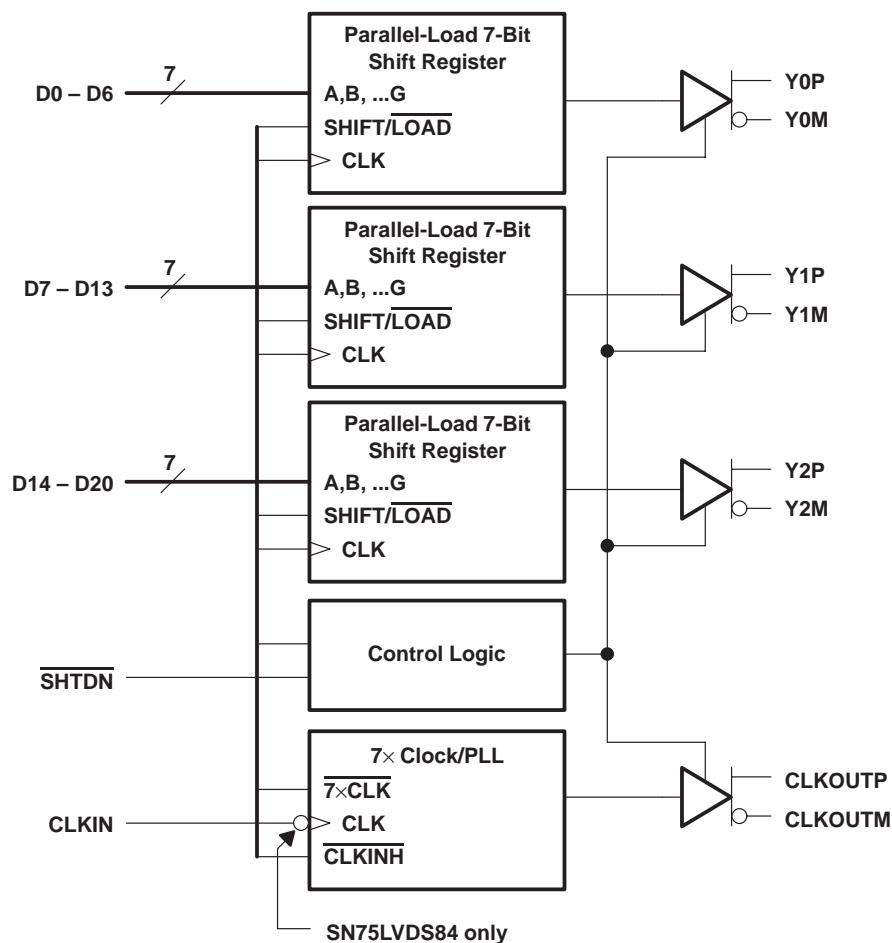 Parallel-Load 7-Bit
Shift Register
7
D0 – D6
A,B, ...G
SHIFT/LOAD
CLK
Y0P
Y0M
Parallel-Load 7-Bit
Shift Register
7
D7 – D13
A,B, ...G
SHIFT/LOAD
CLK
Y1P
Y1M
Parallel-Load 7-Bit
Shift Register
7
D14 – D20
A,B, ...G
SHIFT/LOAD
CLK
Y2P
Y2M
Control Logic
SHTDN
7× Clock/PLL
7×CLK
CLKIN
CLK
CLKINH
CLKOUTP
CLKOUTM
SN75LVDS84 only